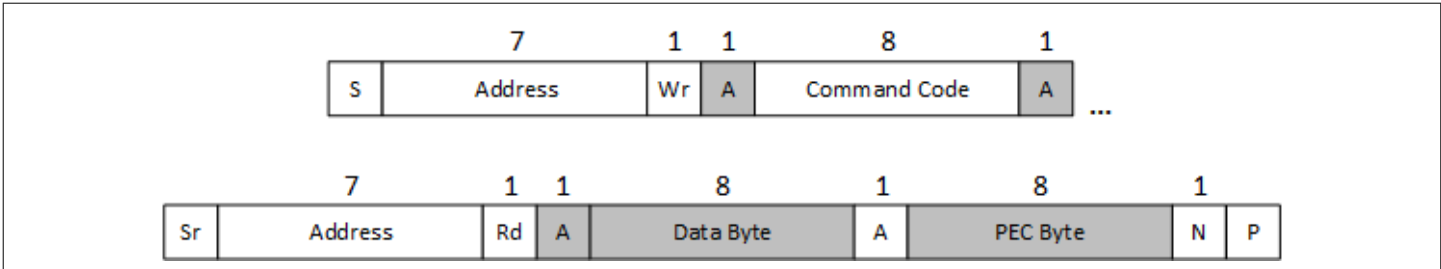 7 1 1 8 1
S Address Wr A Command Code A ...
7 1 1 8 1 8 1
Sr Address Rd A Data Byte A PEC Byte N P